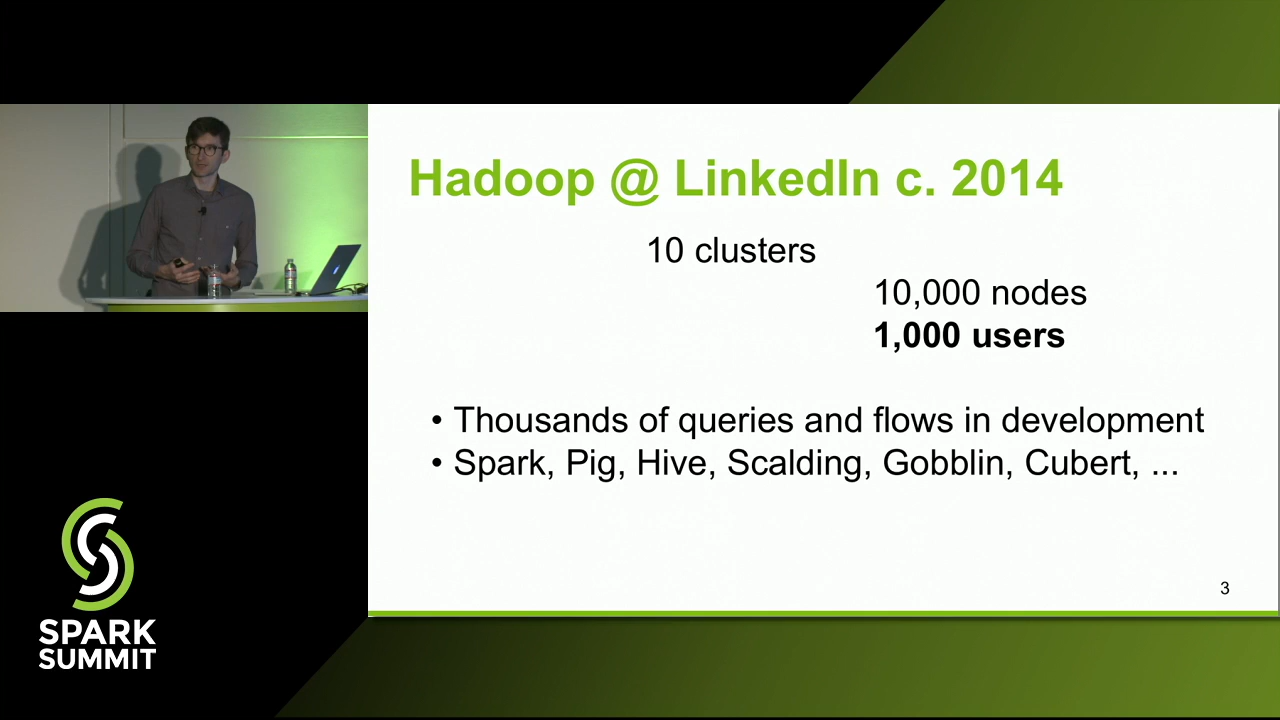 Hadoop @ LinkedIn c. 2014
10 clusters
10,000 nodes
1,000 users
• Thousands of queries and flows in development
• Spark, Pig, Hive, Scalding, Gobblin, Cubert, ...
3
SPARK
SUMMIT